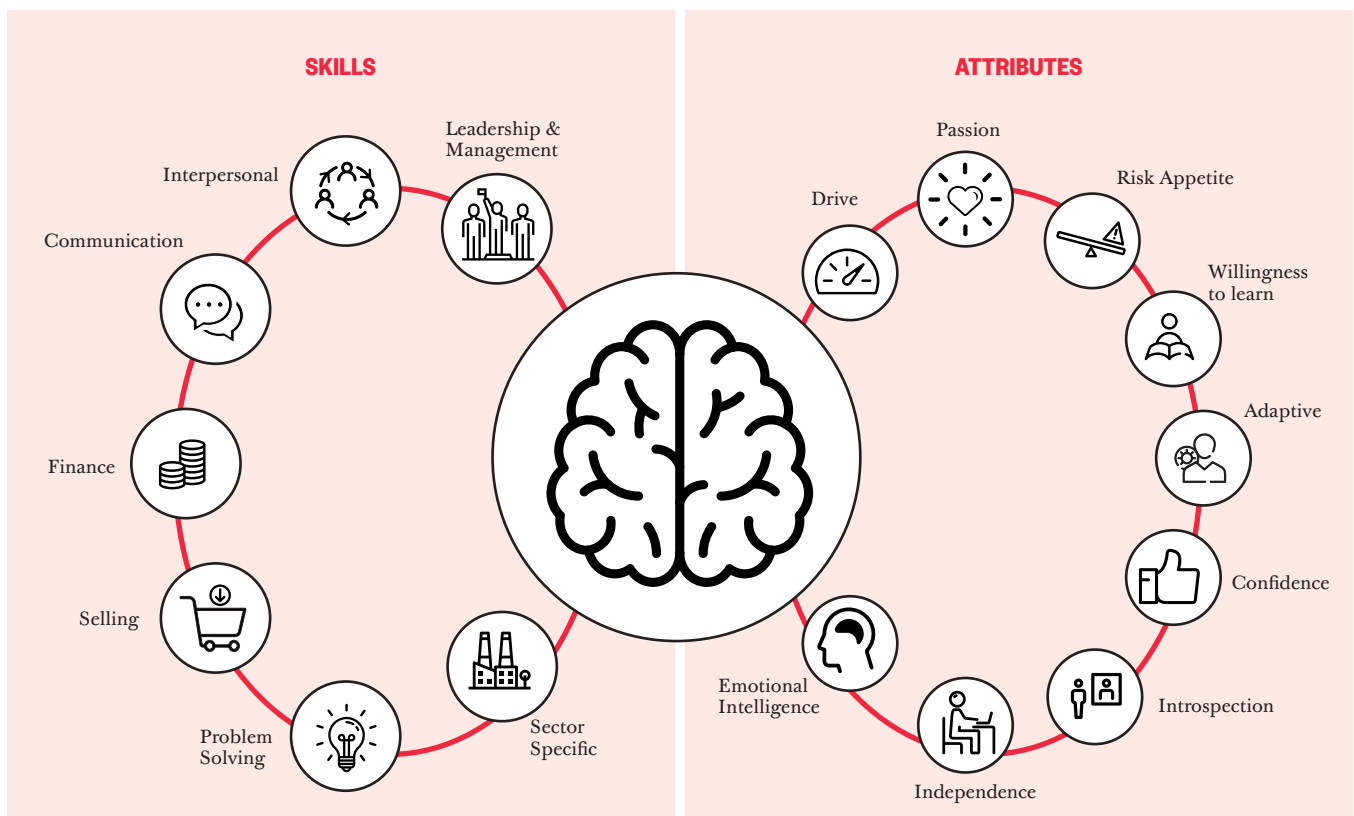 SKILLS
Leadership &
Management
Interpersonal
Communication
Finance
Selling
Problem
Solving
Sector
Specific
ATTRIBUTES
Passion
Drive
Risk Appetite
Willingness
to learn
Adaptive
Confidence
Introspection
Independence
Emotional
Intelligence